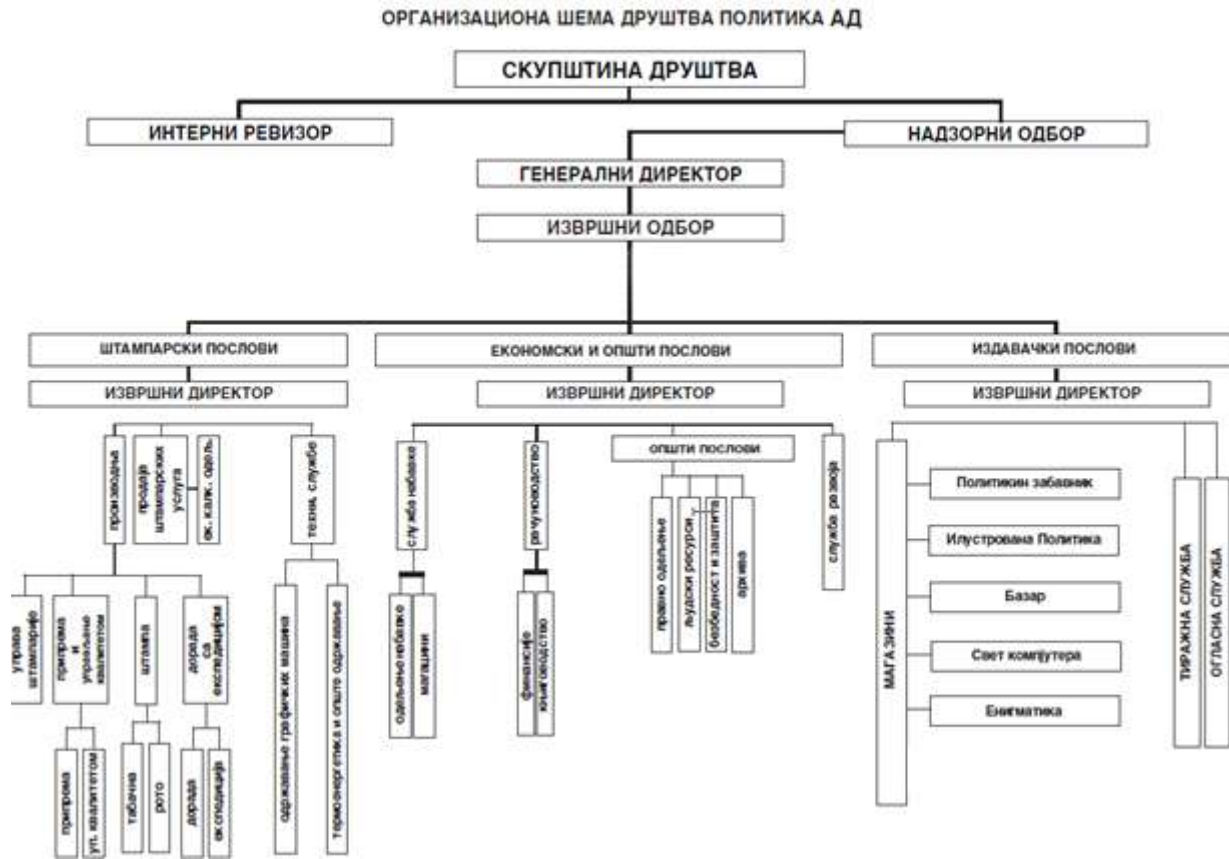 ОРГАНИЗАЦИОНА ШЕМА ДРУШТВА ПОЛИТИКА АД
СКУПШТИНА ДРУШТВА
ИНТЕРНИ РЕВИЗОР
НАДЗОРНИ ОДБОР
ГЕНЕРАЛНИ ДИРЕКТОР
ИЗВРШНИ ОДБОР
ШТАМПАРСКИ ПОСЛОВИ
ЕКОНОМСКИ И ОПШТИ ПОСЛОВИ
ИЗДАВАЧКИ ПОСЛОВИ
ИЗВРШНИ ДИРЕКТОР
ИЗВРШНИ ДИРЕКТОР
ИЗВРШНИ ДИРЕКТОР
производња
продаја
штампарских
услуга
ек. калк. одељ.
техн. службе
управа
штампарије
припрема
и
управљање
квалитетом
штампа
дорада
са
експедицијом
припрема
уп. квалитетом
табачна
рото
дорада
експедиција
одржавање графичких машина
термоенергетика и опште одржавање
служба набавке
рачуноводство
ОПШТИ ПОСЛОВИ
служба развоја
одељење набавке
магацини
финансије
књиговодство
правно одељење
људски ресурси
безбедност и заштита
архива
МАГАЗИНИ
Политикин забавник
Илустрована Политика
Базар
Свет компјутера
Енигматика
ТИРАЖНА СЛУЖБА
ОГЛАСНА СЛУЖБА